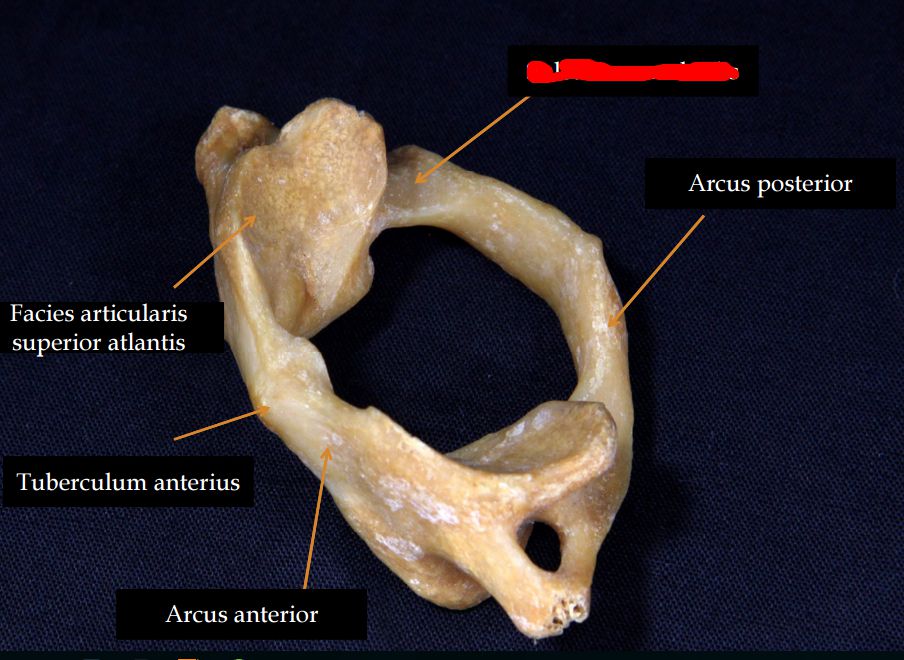 Arcus posterior
Facies articularis
superior atlantis
Tuberculum anterius
Arcus anterior